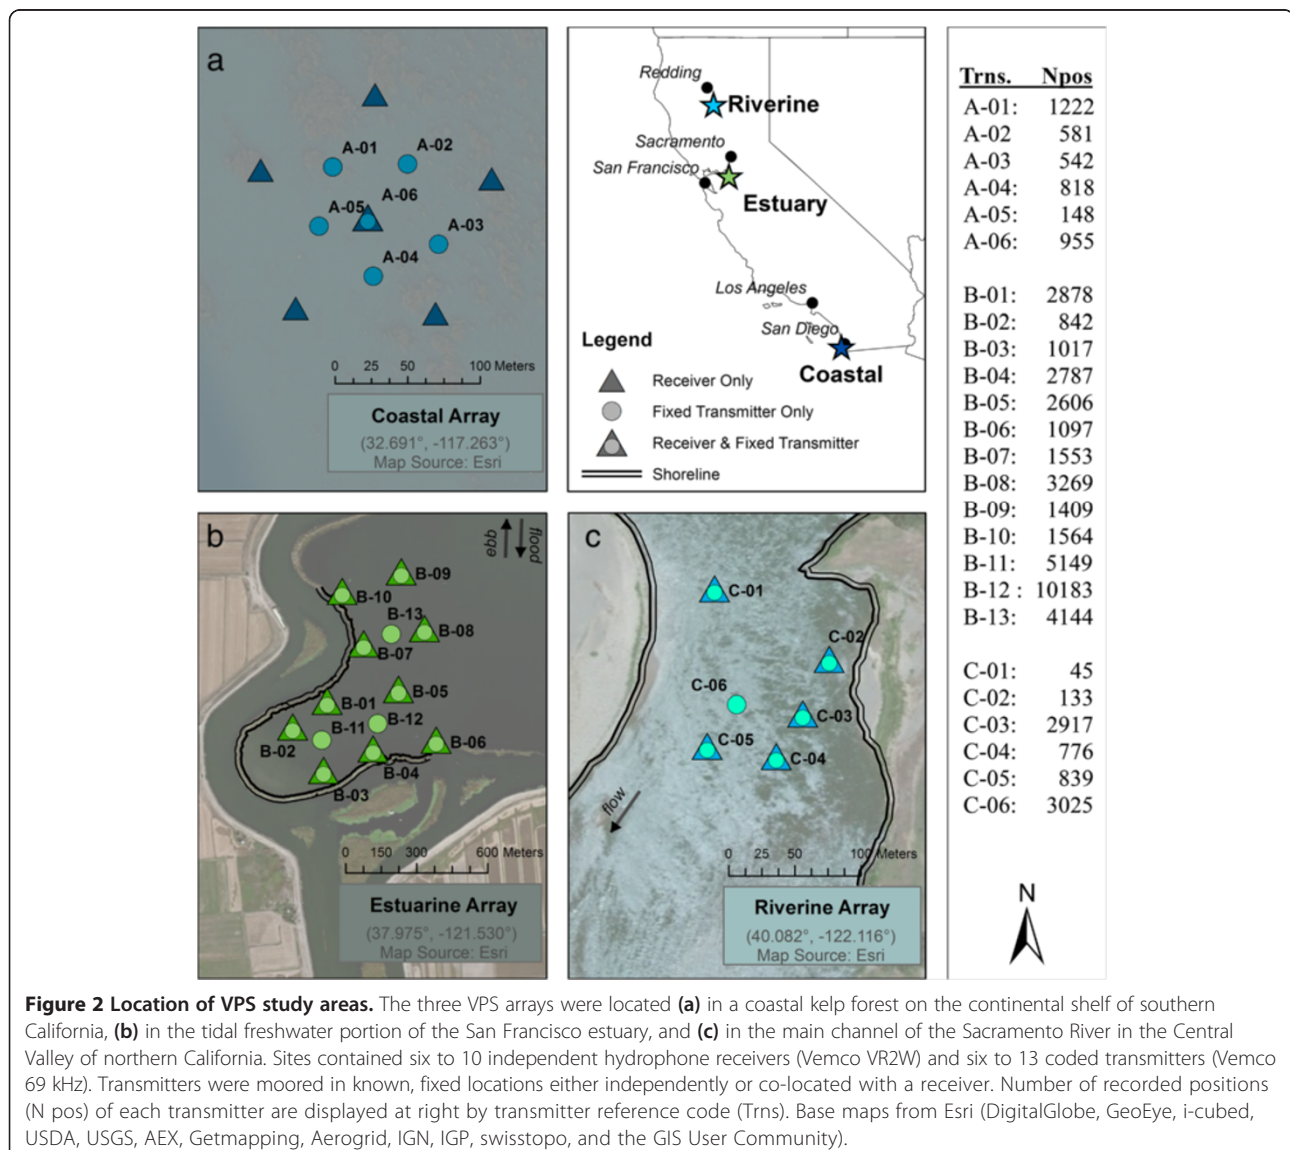 a
A-01
A-02
A-05
A-06
A-03
A-04
0 25 50 100 Meters
Coastal Array
(32.691°, -117.263°)
Map Source: Esri
Redding
Riverine
Sacramento
San Francisco
Estuary
Los Angeles
San Diego
Coastal
Legend
Receiver Only
Fixed Transmitter Only
Receiver & Fixed Transmitter
Shoreline
b
ebb
flood
B-09
B-10
B-13
B-08
B-07
B-05
B-01
B-12
B-11
B-02
B-06
B-04
B-03
0 150 300 600 Meters
Estuarine Array
(37.975°, -121.530°)
Map Source: Esri
c
C-01
C-02
C-06
C-03
C-05
C-04
flow
0 25 50 100 Meters
Riverine Array
(40.082°, -122.116°)
Map Source: Esri
Trns. Npos
A-01: 1222
A-02 581
A-03 542
A-04: 818
A-05: 148
A-06: 955
B-01: 2878
B-02: 842
B-03: 1017
B-04: 2787
B-05: 2606
B-06: 1097
B-07: 1553
B-08: 3269
B-09: 1409
B-10: 1564
B-11: 5149
B-12 : 10183
B-13: 4144
C-01: 45
C-02: 133
C-03: 2917
C-04: 776
C-05: 839
C-06: 3025
N
Figure 2 Location of VPS study areas. The three VPS arrays were located (a) in a coastal kelp forest on the continental shelf of southern
California, (b) in the tidal freshwater portion of the San Francisco estuary, and (c) in the main channel of the Sacramento River in the Central
Valley of northern California. Sites contained six to 10 independent hydrophone receivers (Vemco VR2W) and six to 13 coded transmitters (Vemco
69 kHz). Transmitters were moored in known, fixed locations either independently or co-located with a receiver. Number of recorded positions
(N pos) of each transmitter are displayed at right by transmitter reference code (Trns). Base maps from Esri (DigitalGlobe, GeoEye, i-cubed,
USDA, USGS, AEX, Getmapping, Aerogrid, IGN, IGP, swisstopo, and the GIS User Community).